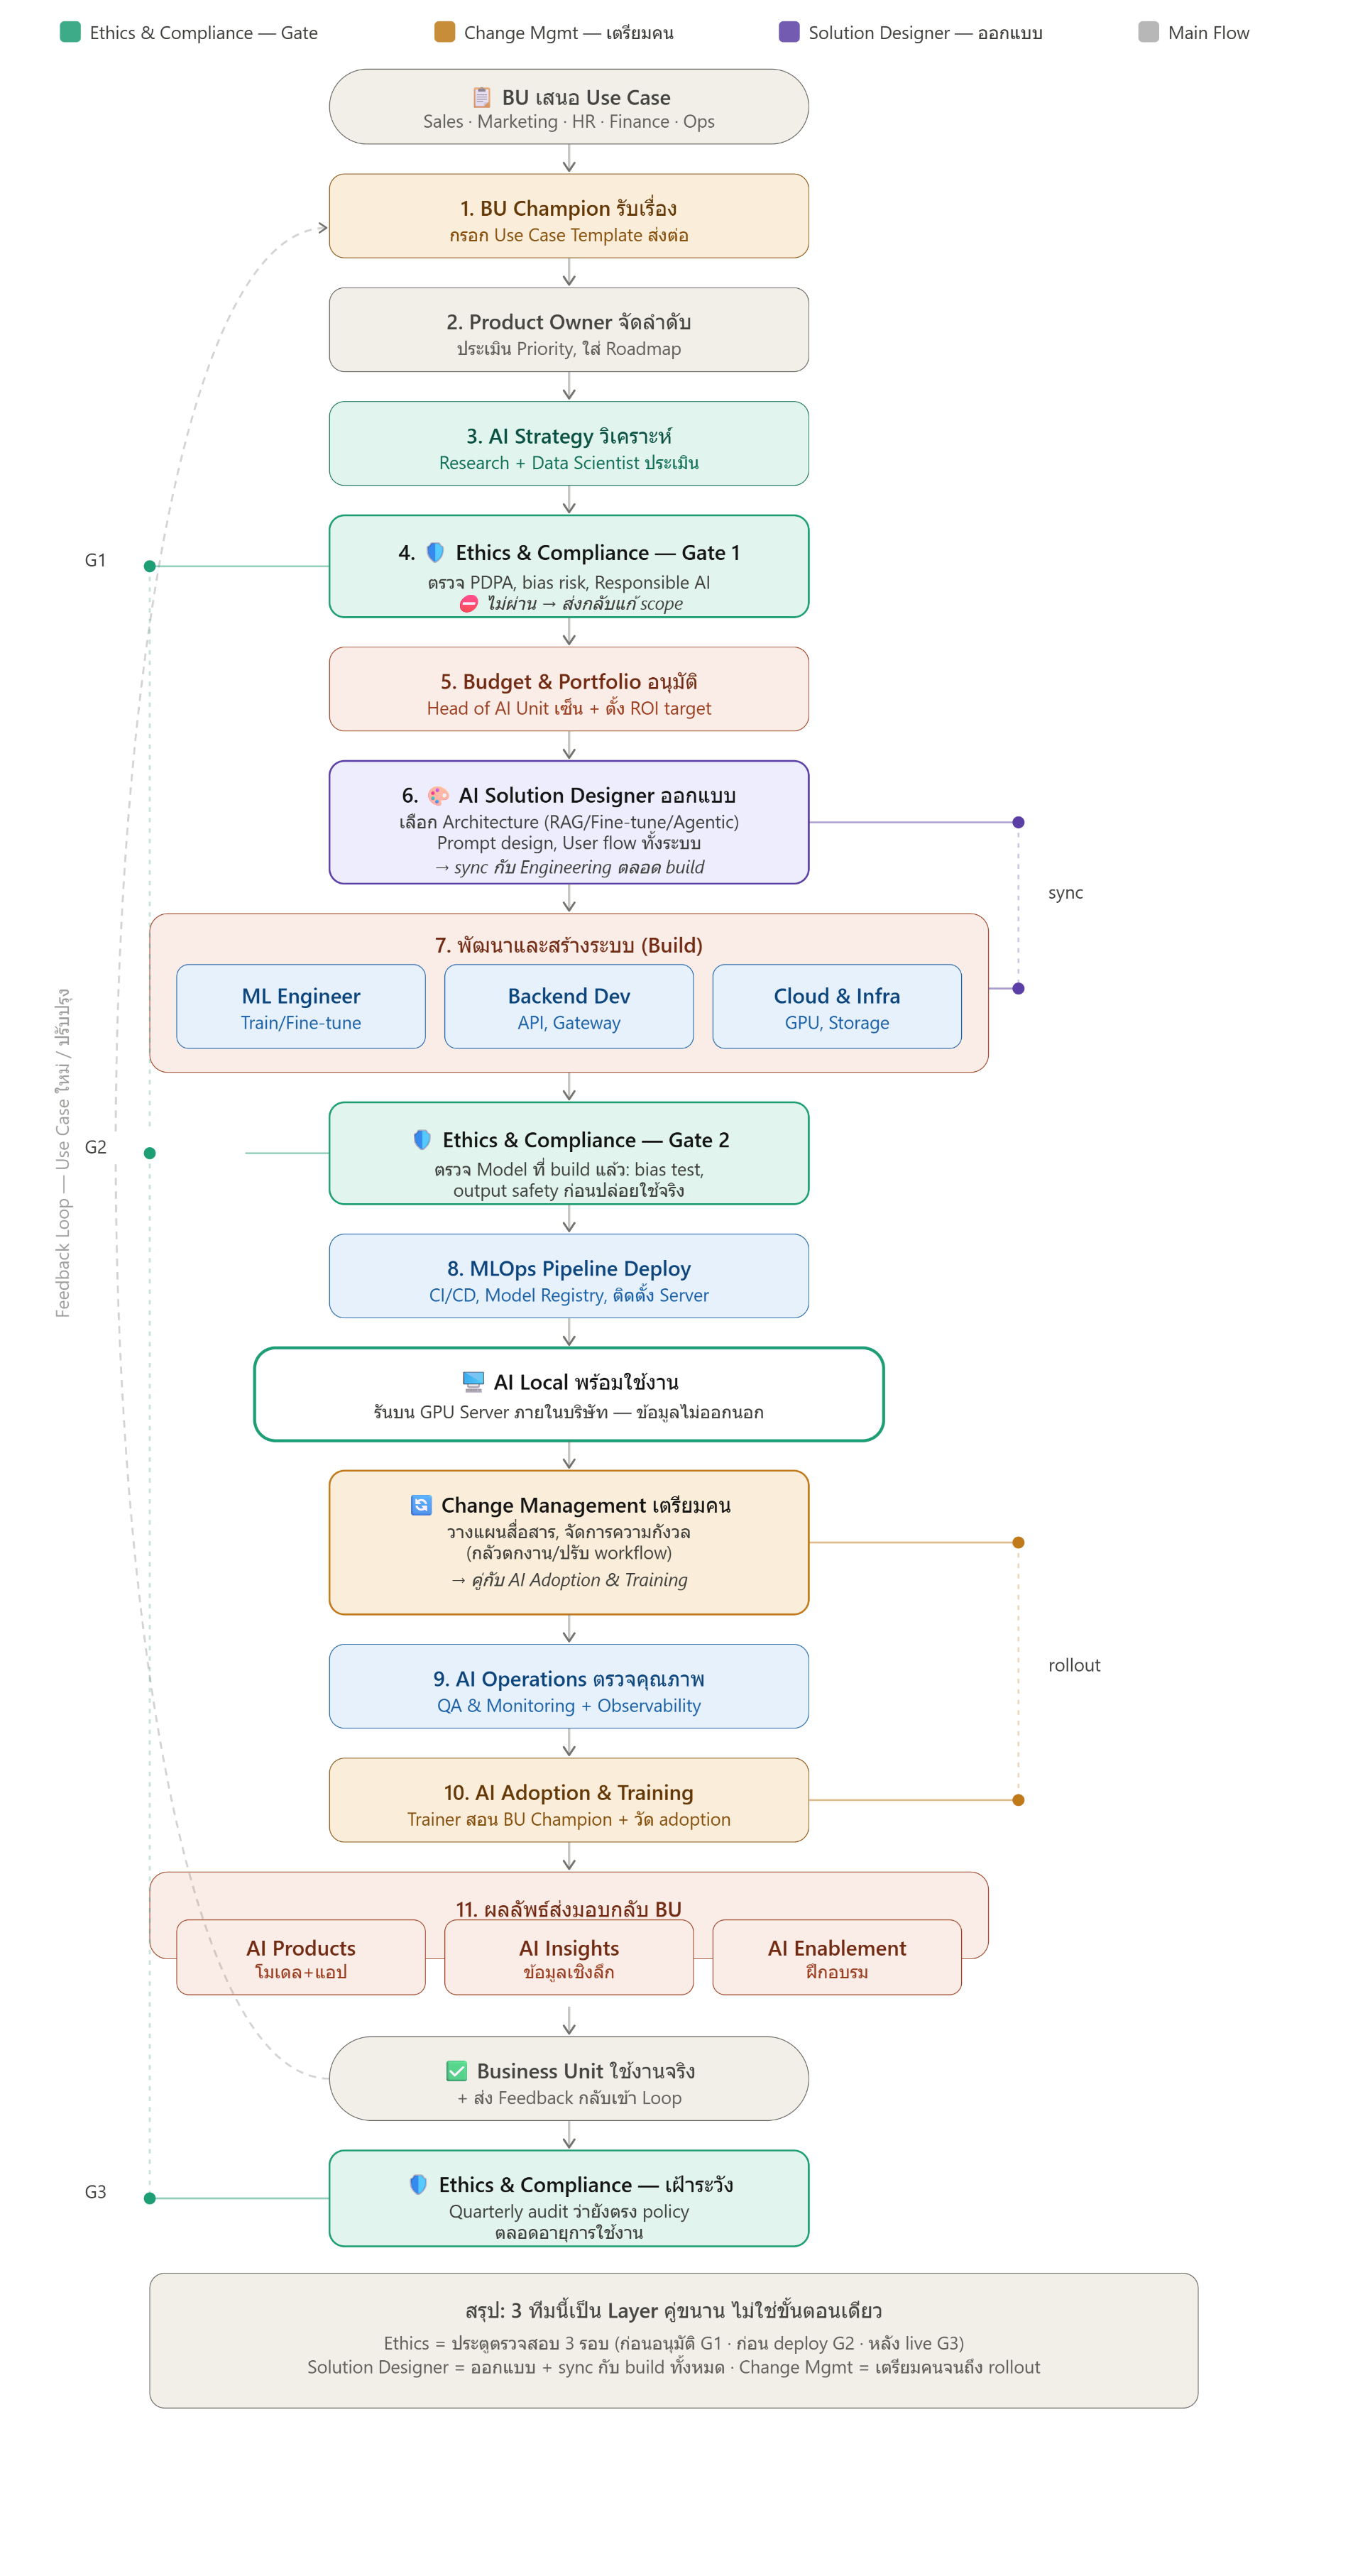 Ethics & Compliance — Gate
Change Mgmt — เตรียมคน
Solution Designer — ออกแบบ
Main Flow
📋 BU เสนอ Use Case
Sales · Marketing · HR · Finance · Ops
1. BU Champion รับเรื่อง
กรอก Use Case Template ส่งต่อ
2. Product Owner จัดลำดับ
ประเมิน Priority, ใส่ Roadmap
3. AI Strategy วิเคราะห์
Research + Data Scientist ประเมิน
G1
4. 🛡️ Ethics & Compliance — Gate 1
ตรวจ PDPA, bias risk, Responsible AI
⛔ ไม่ผ่าน → ส่งกลับแก้ scope
5. Budget & Portfolio อนุมัติ
Head of AI Unit เซ็น + ตั้ง ROI target
6. 🎨 AI Solution Designer ออกแบบ
เลือก Architecture (RAG/Fine-tune/Agentic)
Prompt design, User flow ทั้งระบบ
→ sync กับ Engineering ตลอด build
sync
7. พัฒนาและสร้างระบบ (Build)
ML Engineer
Train/Fine-tune
Backend Dev
API, Gateway
Cloud & Infra
GPU, Storage
Feedback Loop — Use Case ใหม่ / ปรับปรุง
G2
🛡️ Ethics & Compliance — Gate 2
ตรวจ Model ที่ build แล้ว: bias test,
output safety ก่อนปล่อยใช้จริง
8. MLOps Pipeline Deploy
CI/CD, Model Registry, ติดตั้ง Server
🖥️ AI Local พร้อมใช้งาน
รันบน GPU Server ภายในบริษัท — ข้อมูลไม่ออกนอก
🔄 Change Management เตรียมคน
วางแผนสื่อสาร, จัดการความกังวล
(กลัวตกงาน/ปรับ workflow)
→ คู่กับ AI Adoption & Training
rollout
9. AI Operations ตรวจคุณภาพ
QA & Monitoring + Observability
10. AI Adoption & Training
Trainer สอน BU Champion + วัด adoption
11. ผลลัพธ์ส่งมอบกลับ BU
AI Products
โมเดล+แอป
AI Insights
ข้อมูลเชิงลึก
AI Enablement
ฝึกอบรม
✅ Business Unit ใช้งานจริง
+ ส่ง Feedback กลับเข้า Loop
G3
🛡️ Ethics & Compliance — เฝ้าระวัง
Quarterly audit ว่ายังตรง policy
ตลอดอายุการใช้งาน
สรุป: 3 ทีมนี้เป็น Layer คู่ขนาน ไม่ใช่ขั้นตอนเดียว
Ethics = ประตูตรวจสอบ 3 รอบ (ก่อนอนุมัติ G1 · ก่อน deploy G2 · หลัง live G3)
Solution Designer = ออกแบบ + sync กับ build ทั้งหมด · Change Mgmt = เตรียมคนจนถึง rollout